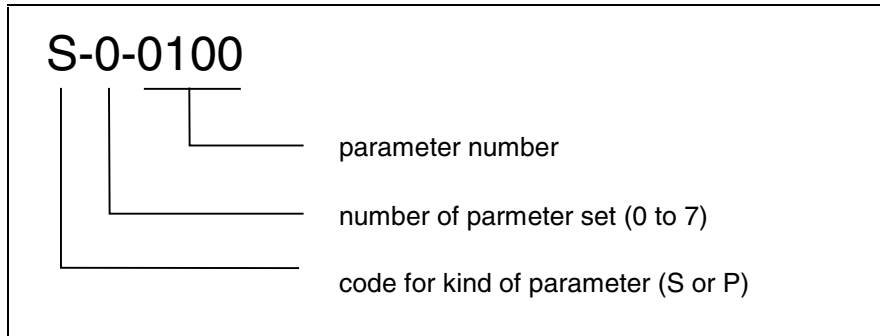 S-0-0100
parameter number
number of parmeter set (0 to 7)
code for kind of parameter (S or P)